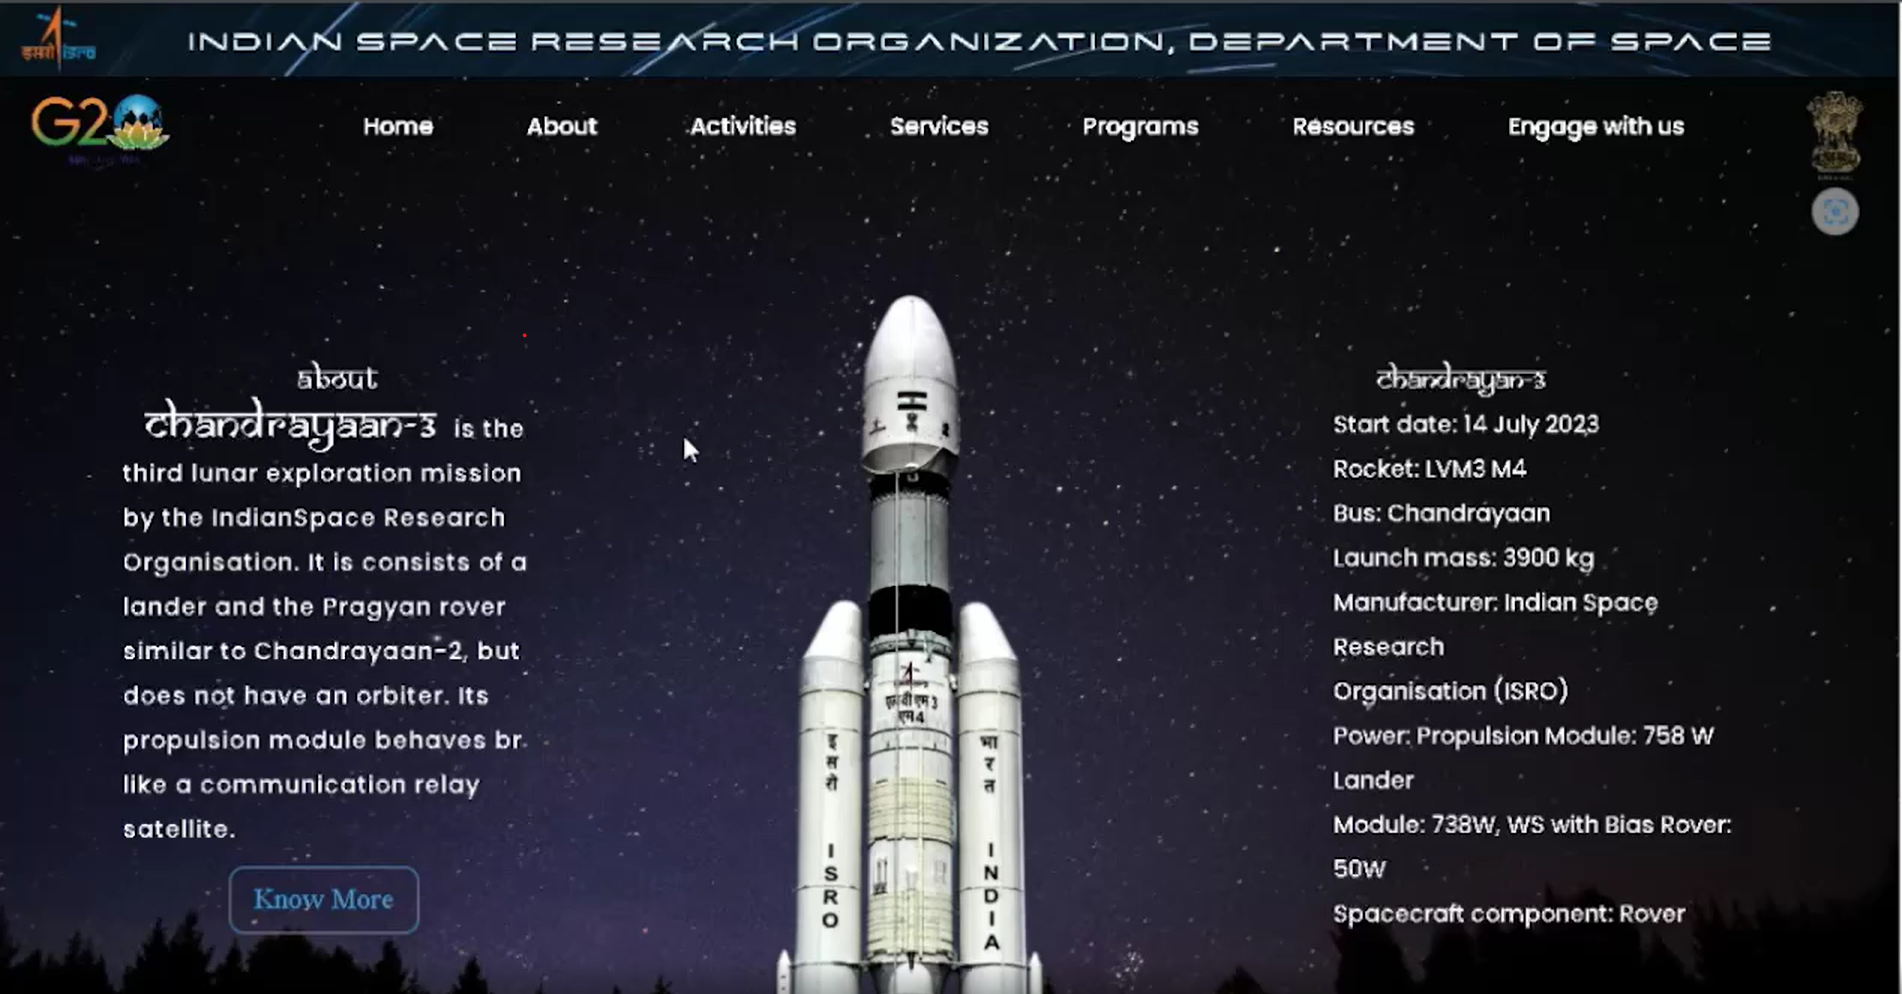 इसरो isro
INDIAN SPACE RESEARCH ORGANIZATION, DEPARTMENT OF SPACE
G20
Home About Activities Services Programs Resources Engage with us
about
chandrayaan-3 is the
third lunar exploration mission
by the IndianSpace Research
Organisation. It is consists of a
lander and the Pragyan rover
similar to Chandrayaan-2, but
does not have an orbiter. Its
propulsion module behaves br
like a communication relay
satellite.
Know More
एलवीएम 3
एम4
इसरो
ISRO
भारत
INDIA
chandrayan-3
Start date: 14 July 2023
Rocket: LVM3 M4
Bus: Chandrayaan
Launch mass: 3900 kg
Manufacturer: Indian Space
Research
Organisation (ISRO)
Power: Propulsion Module: 758 W
Lander
Module: 738W, WS with Bias Rover:
50W
Spacecraft component: Rover